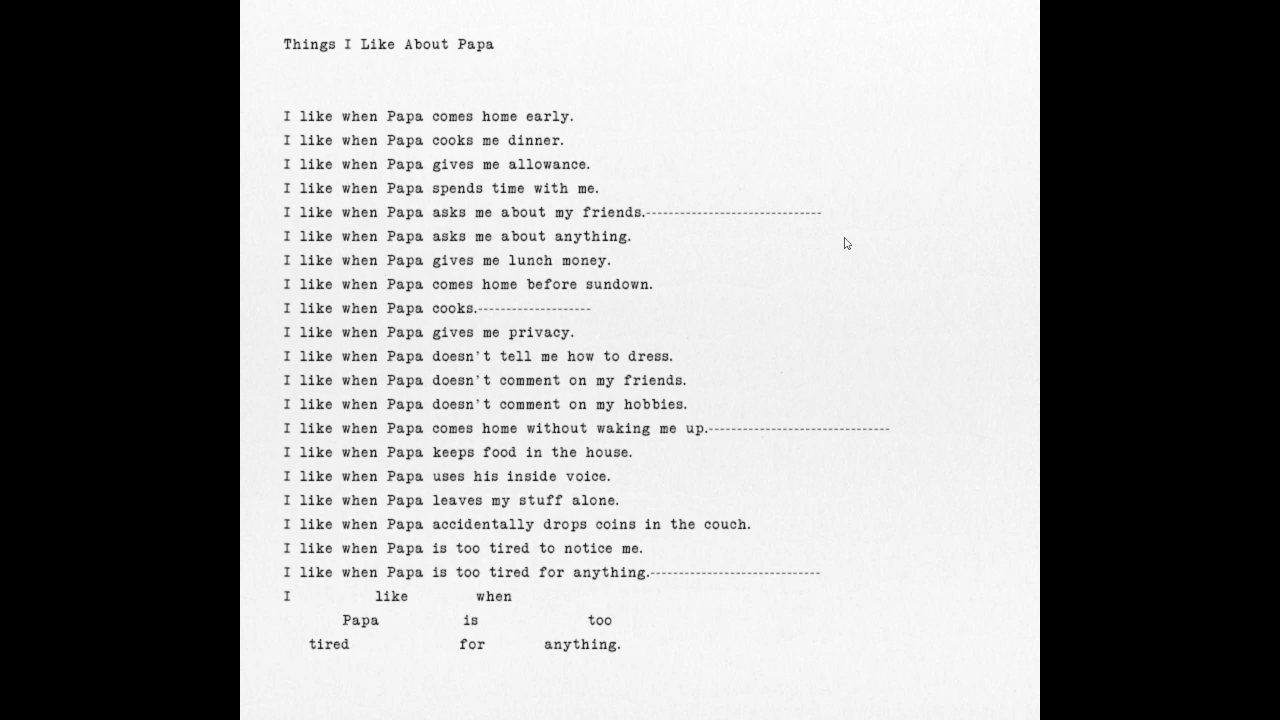 Things I Like About Papa
I like when Papa comes home early.
I like when Papa cooks me dinner.
I like when Papa gives me allowance.
I like when Papa spends time with me.
I like when Papa asks me about my friends.-------------------------------
I like when Papa asks me about anything.
I like when Papa gives me lunch money.
I like when Papa comes home before sundown.
I like when Papa cooks.--------------------
I like when Papa gives me privacy.
I like when Papa doesn't tell me how to dress.
I like when Papa doesn't comment on my friends.
I like when Papa doesn't comment on my hobbies.
I like when Papa comes home without waking me up.--------------------------------
I like when Papa keeps food in the house.
I like when Papa uses his inside voice.
I like when Papa leaves my stuff alone.
I like when Papa accidentally drops coins in the couch.
I like when Papa is too tired to notice me.
I like when Papa is too tired for anything.------------------------------
I like when
Papa is too
tired for anything.